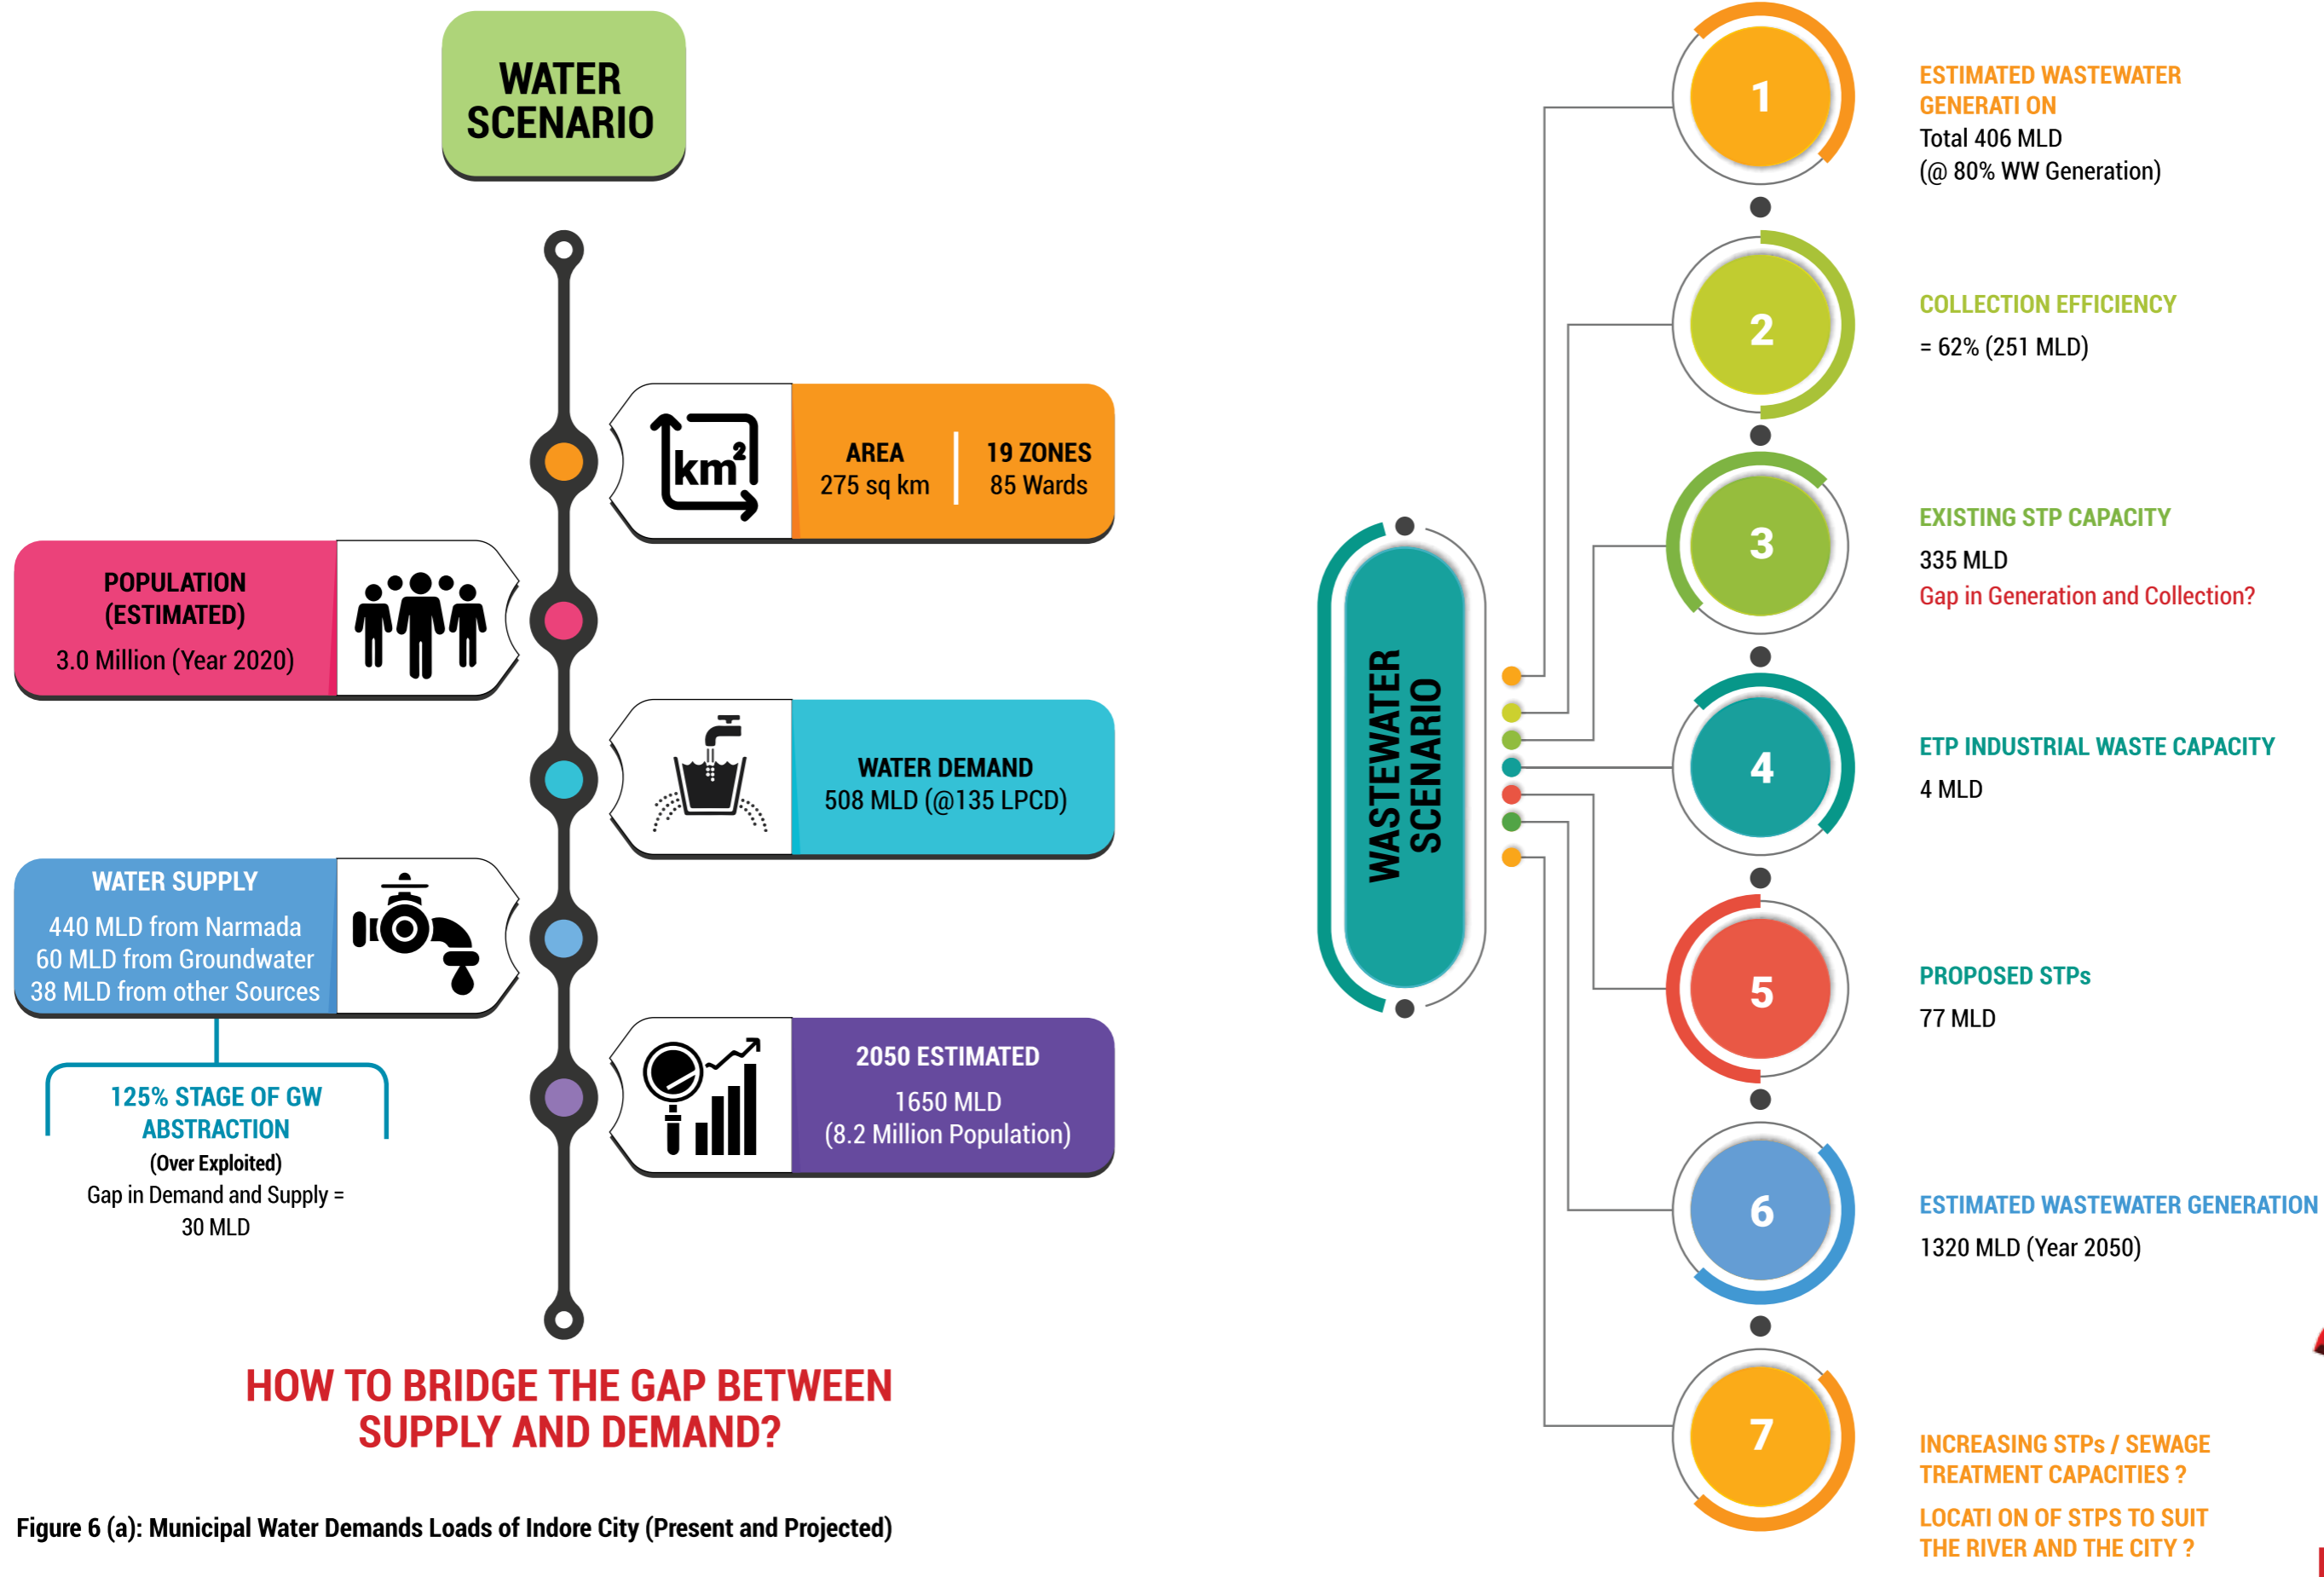 WATER
SCENARIO
km²
AREA
275 sq km
19 ZONES
85 Wards
POPULATION
(ESTIMATED)
3.0 Million (Year 2020)
WATER DEMAND
508 MLD (@135 LPCD)
WATER SUPPLY
440 MLD from Narmada
60 MLD from Groundwater
38 MLD from other Sources
125% STAGE OF GW
ABSTRACTION
(Over Exploited)
Gap in Demand and Supply =
30 MLD
2050 ESTIMATED
1650 MLD
(8.2 Million Population)
HOW TO BRIDGE THE GAP BETWEEN
SUPPLY AND DEMAND?
Figure 6 (a): Municipal Water Demands Loads of Indore City (Present and Projected)
WASTEWATER
SCENARIO
1
ESTIMATED WASTEWATER
GENERATI ON
Total 406 MLD
(@ 80% WW Generation)
2
COLLECTION EFFICIENCY
= 62% (251 MLD)
3
EXISTING STP CAPACITY
335 MLD
Gap in Generation and Collection?
4
ETP INDUSTRIAL WASTE CAPACITY
4 MLD
5
PROPOSED STPs
77 MLD
6
ESTIMATED WASTEWATER GENERATION
1320 MLD (Year 2050)
7
INCREASING STPs / SEWAGE
TREATMENT CAPACITIES ?
LOCATI ON OF STPS TO SUIT
THE RIVER AND THE CITY ?